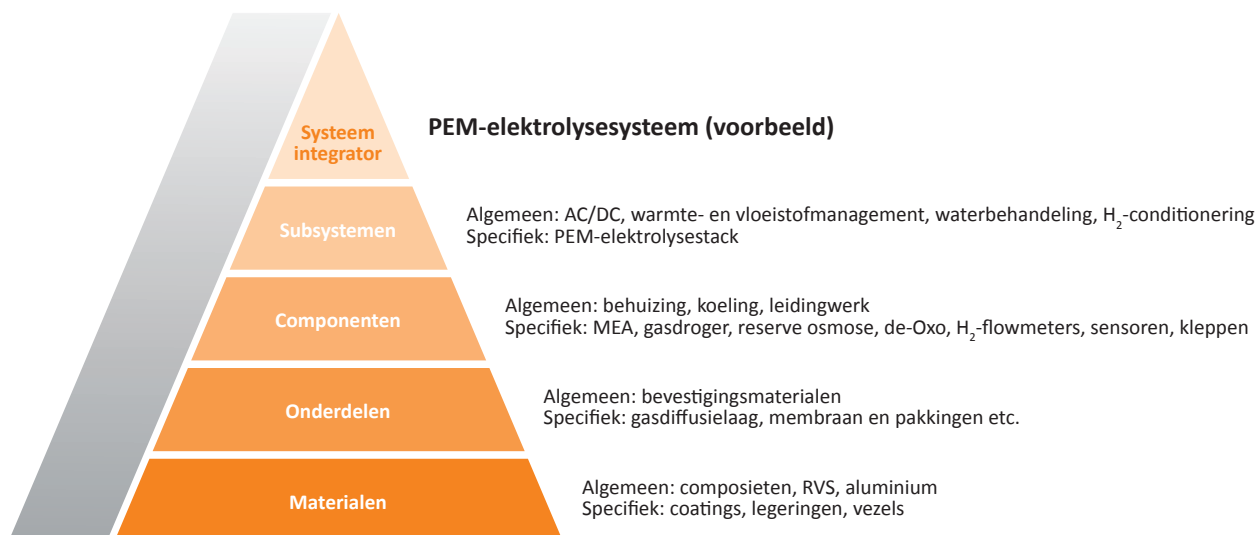 Systeem
integrator
PEM-elektrolysesysteem (voorbeeld)
Subsystemen
Algemeen: AC/DC, warmte- en vloeistofmanagement, waterbehandeling, H₂-conditionering
Specifiek: PEM-elektrolysestack
Componenten
Algemeen: behuizing, koeling, leidingwerk
Specifiek: MEA, gasdroger, reserve osmose, de-Oxo, H₂-flowmeters, sensoren, kleppen
Onderdelen
Algemeen: bevestigingsmaterialen
Specifiek: gasdiffusielaag, membraan en pakkingen etc.
Materialen
Algemeen: composieten, RVS, aluminium
Specifiek: coatings, legeringen, vezels